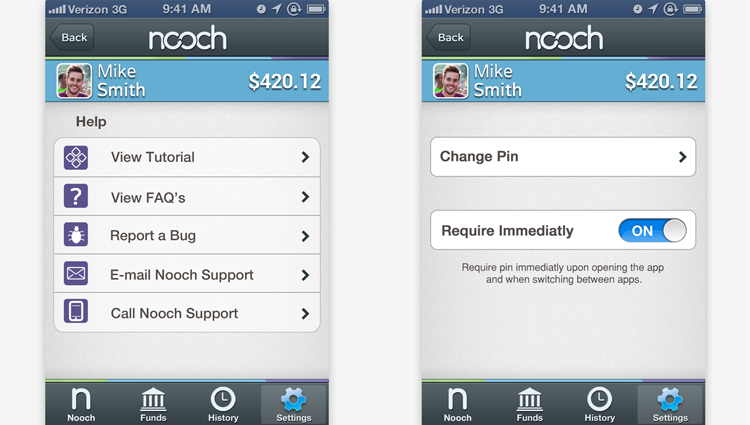 Verizon 3G 9:41 AM
Back nooch
Mike
Smith
$420.12
Help
View Tutorial
? View FAQ's
Report a Bug
E-mail Nooch Support
Call Nooch Support
n
Nooch Funds History Settings
Verizon 3G 9:41 AM
Back nooch
Mike
Smith
$420.12
Change Pin
Require Immediatly ON
Require pin immediatly upon opening the app
and when switching between apps.
n
Nooch Funds History Settings